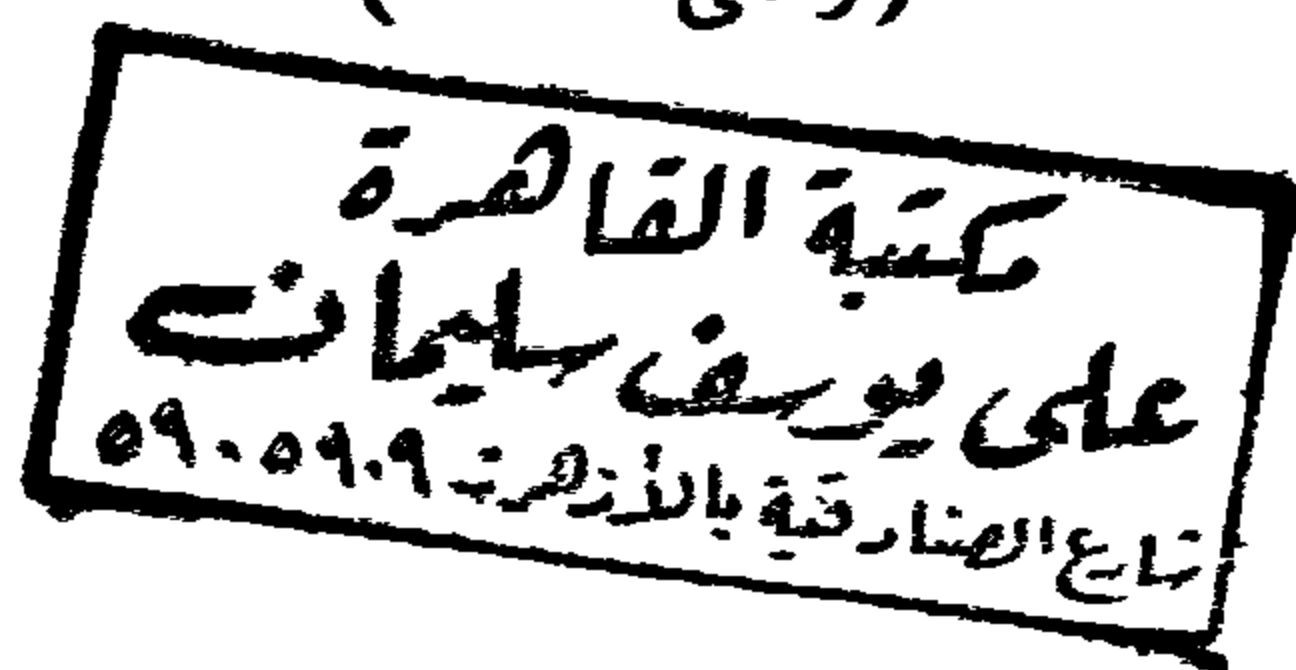 مكتبة القاهرة
على يوسف سليمان
شارع الصنادقية بالأزهر ت ٥٩٠٥٩٠٩